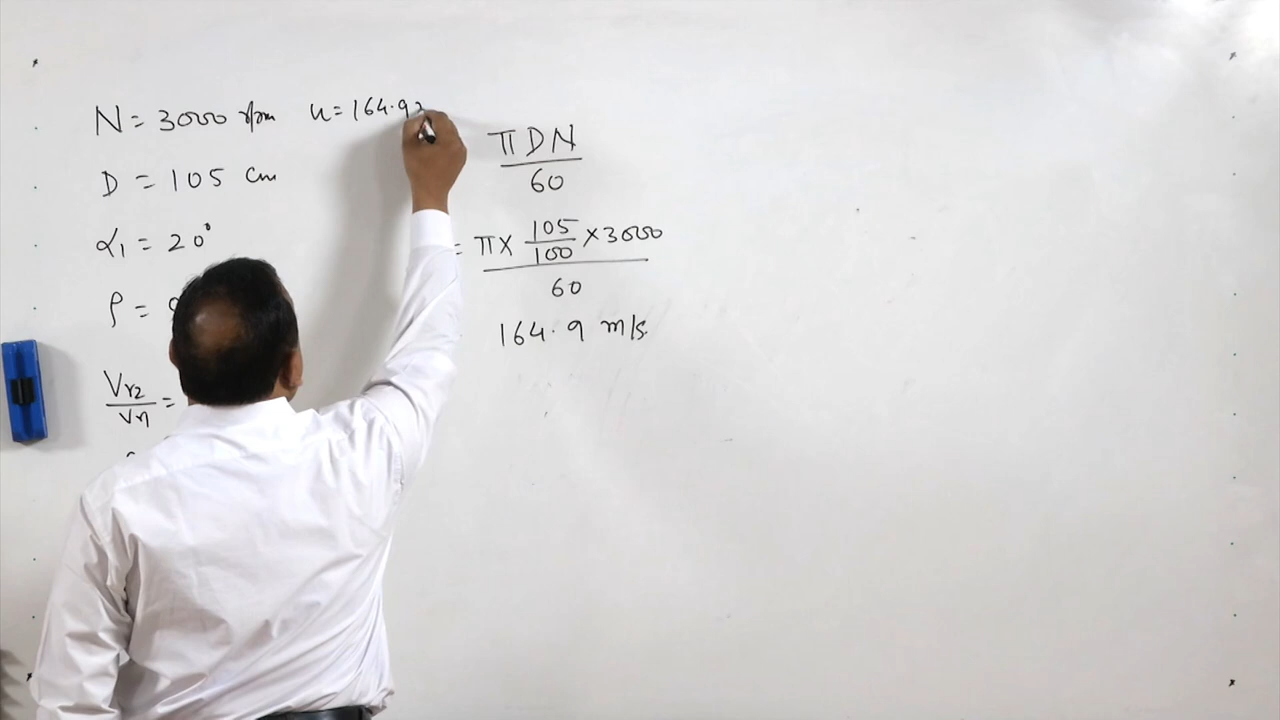 N = 3000 rpm u = 164.9
D = 105 cm
α1 = 20°
ρ =
Vr2
Vr1 =
πDN
60
= π × 105/100 × 3000
60
164.9 m/s